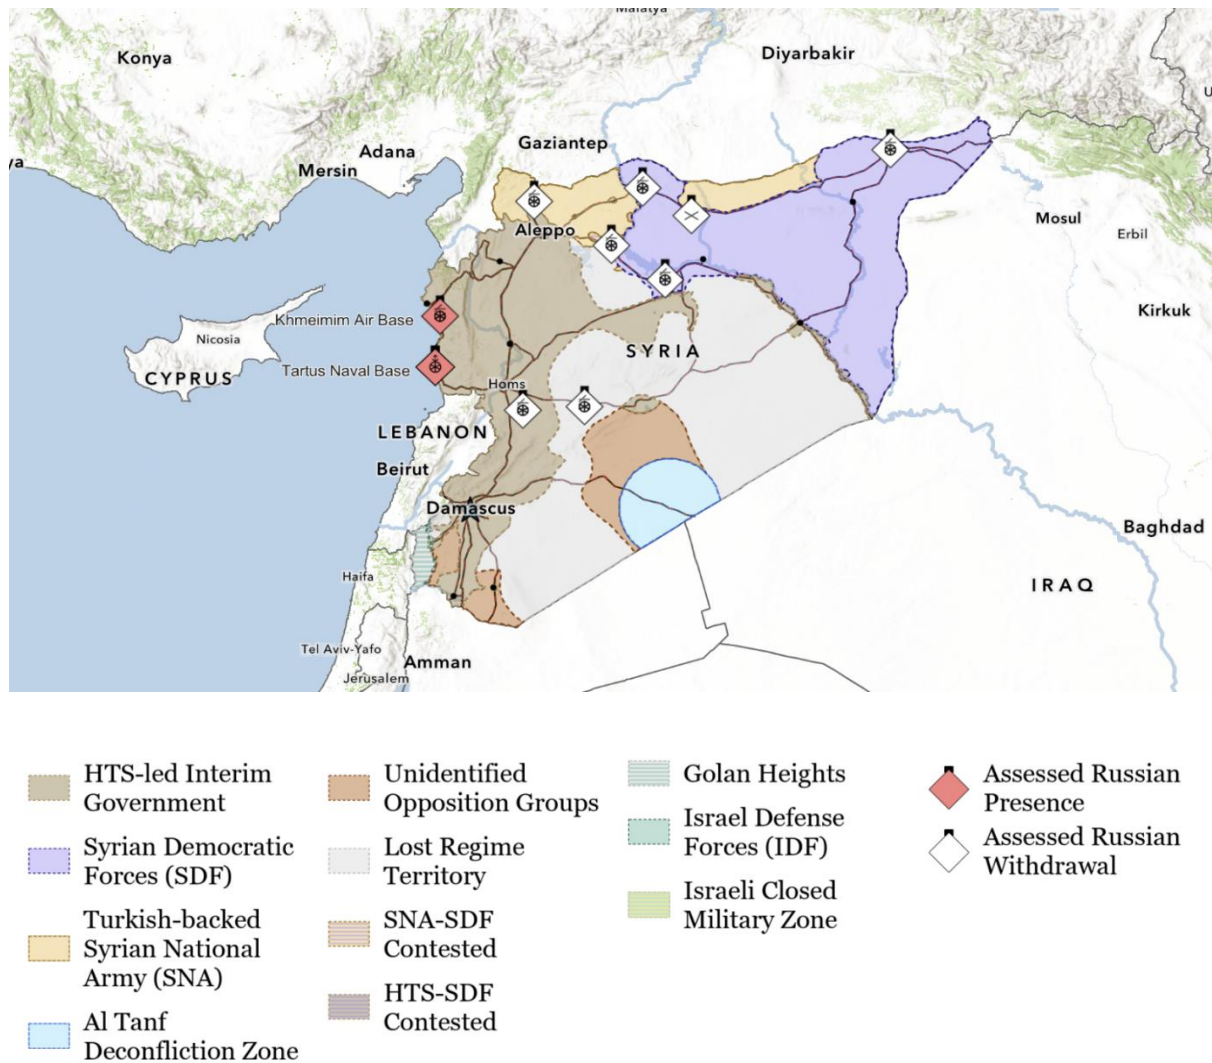 Malatya
Konya
Diyarbakir
Gaziantep
Adana
Mersin
ya
Aleppo
Mosul
Erbil
Khmeimim Air Base
Kirkuk
Nicosia
SYRIA
CYPRUS
Tartus Naval Base
Homs
LEBANON
Beirut
Damascus
Baghdad
Haifa
IRAQ
Tel Aviv-Yafo
Amman
Jerusalem
HTS-led Interim
Government
Syrian Democratic
Forces (SDF)
Turkish-backed
Syrian National
Army (SNA)
Al Tanf
Deconfliction Zone
Unidentified
Opposition Groups
Lost Regime
Territory
SNA-SDF
Contested
HTS-SDF
Contested
Golan Heights
Israel Defense
Forces (IDF)
Israeli Closed
Military Zone
Assessed Russian
Presence
Assessed Russian
Withdrawal